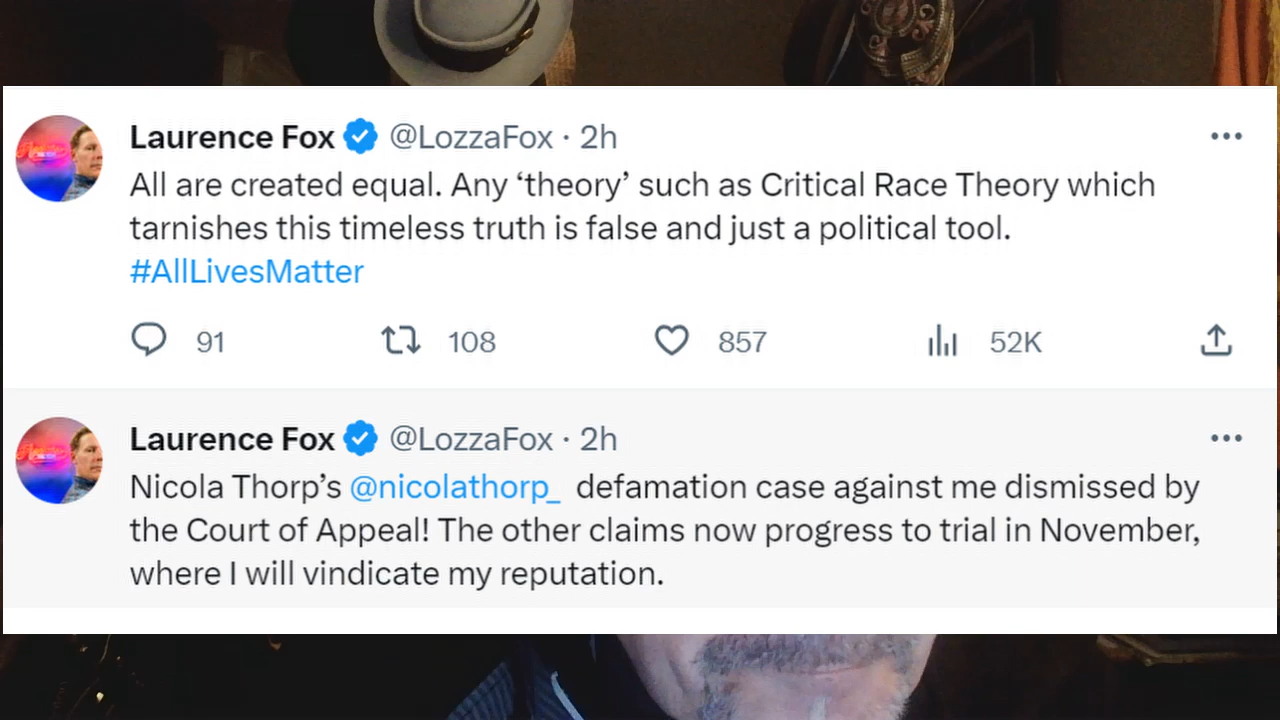 Laurence Fox @LozzaFox · 2h
All are created equal. Any ‘theory’ such as Critical Race Theory which
tarnishes this timeless truth is false and just a political tool.
#AllLivesMatter
91 108 857 52K
Laurence Fox @LozzaFox · 2h
Nicola Thorp’s @nicolathorp_ defamation case against me dismissed by
the Court of Appeal! The other claims now progress to trial in November,
where I will vindicate my reputation.